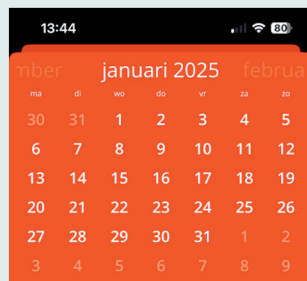 13:44 80
mber januari 2025 februa
ma di wo do vr za zo
30 31 1 2 3 4 5
6 7 8 9 10 11 12
13 14 15 16 17 18 19
20 21 22 23 24 25 26
27 28 29 30 31 1 2
3 4 5 6 7 8 9